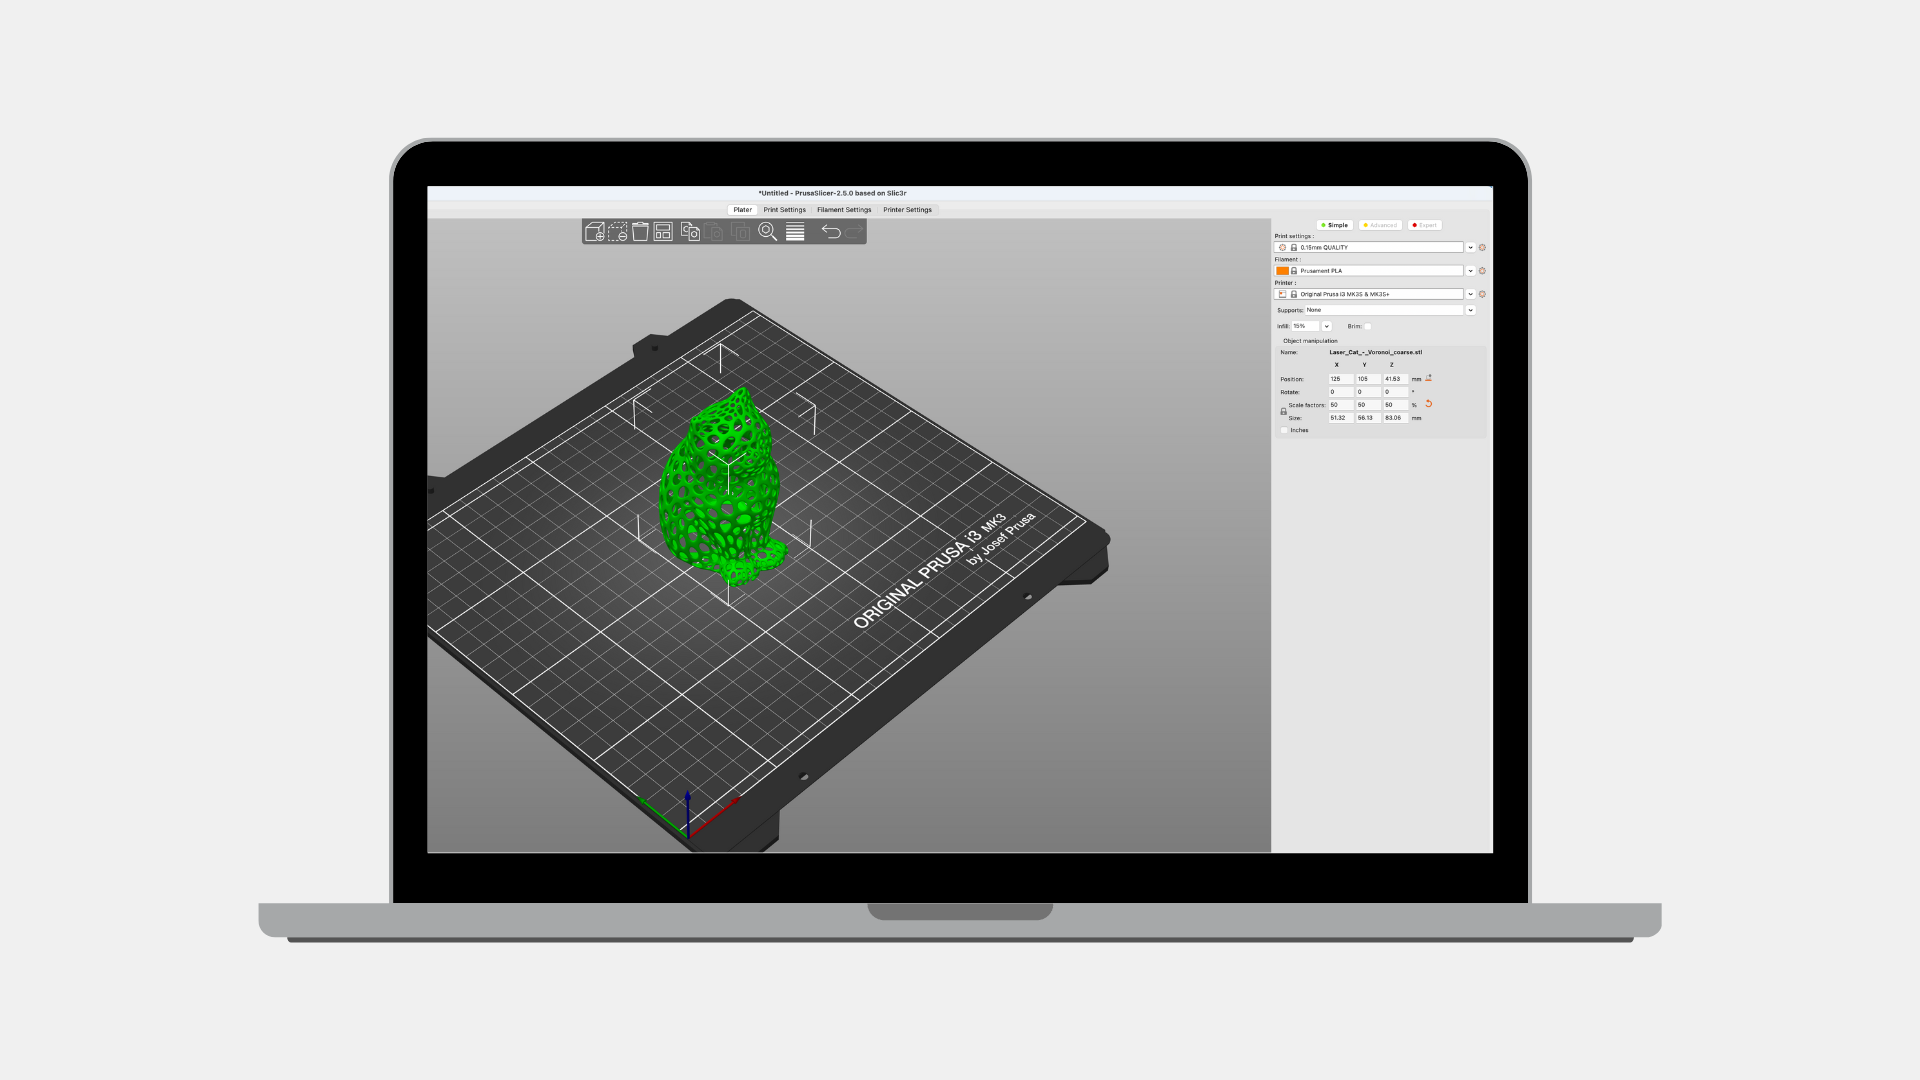 *Untitled - PrusaSlicer-2.5.0 based on Slic3r
Plater Print Settings Filament Settings Printer Settings
Simple Advanced Expert
Print settings :
0.15mm QUALITY
Filament :
Prusament PLA
Printer :
Original Prusa i3 MK3S & MK3S+
Supports: None
Infill: 15% Brim:
Object manipulation
Name: Laser_Cat_-_Voronoi_coarse.stl
X Y Z
Position: 125 105 41.53 mm
Rotate: 0 0 0 °
Scale factors: 50 50 50 %
Size: 51.32 56.13 83.06 mm
Inches
ORIGINAL PRUSA i3 MK3
by Josef Prusa